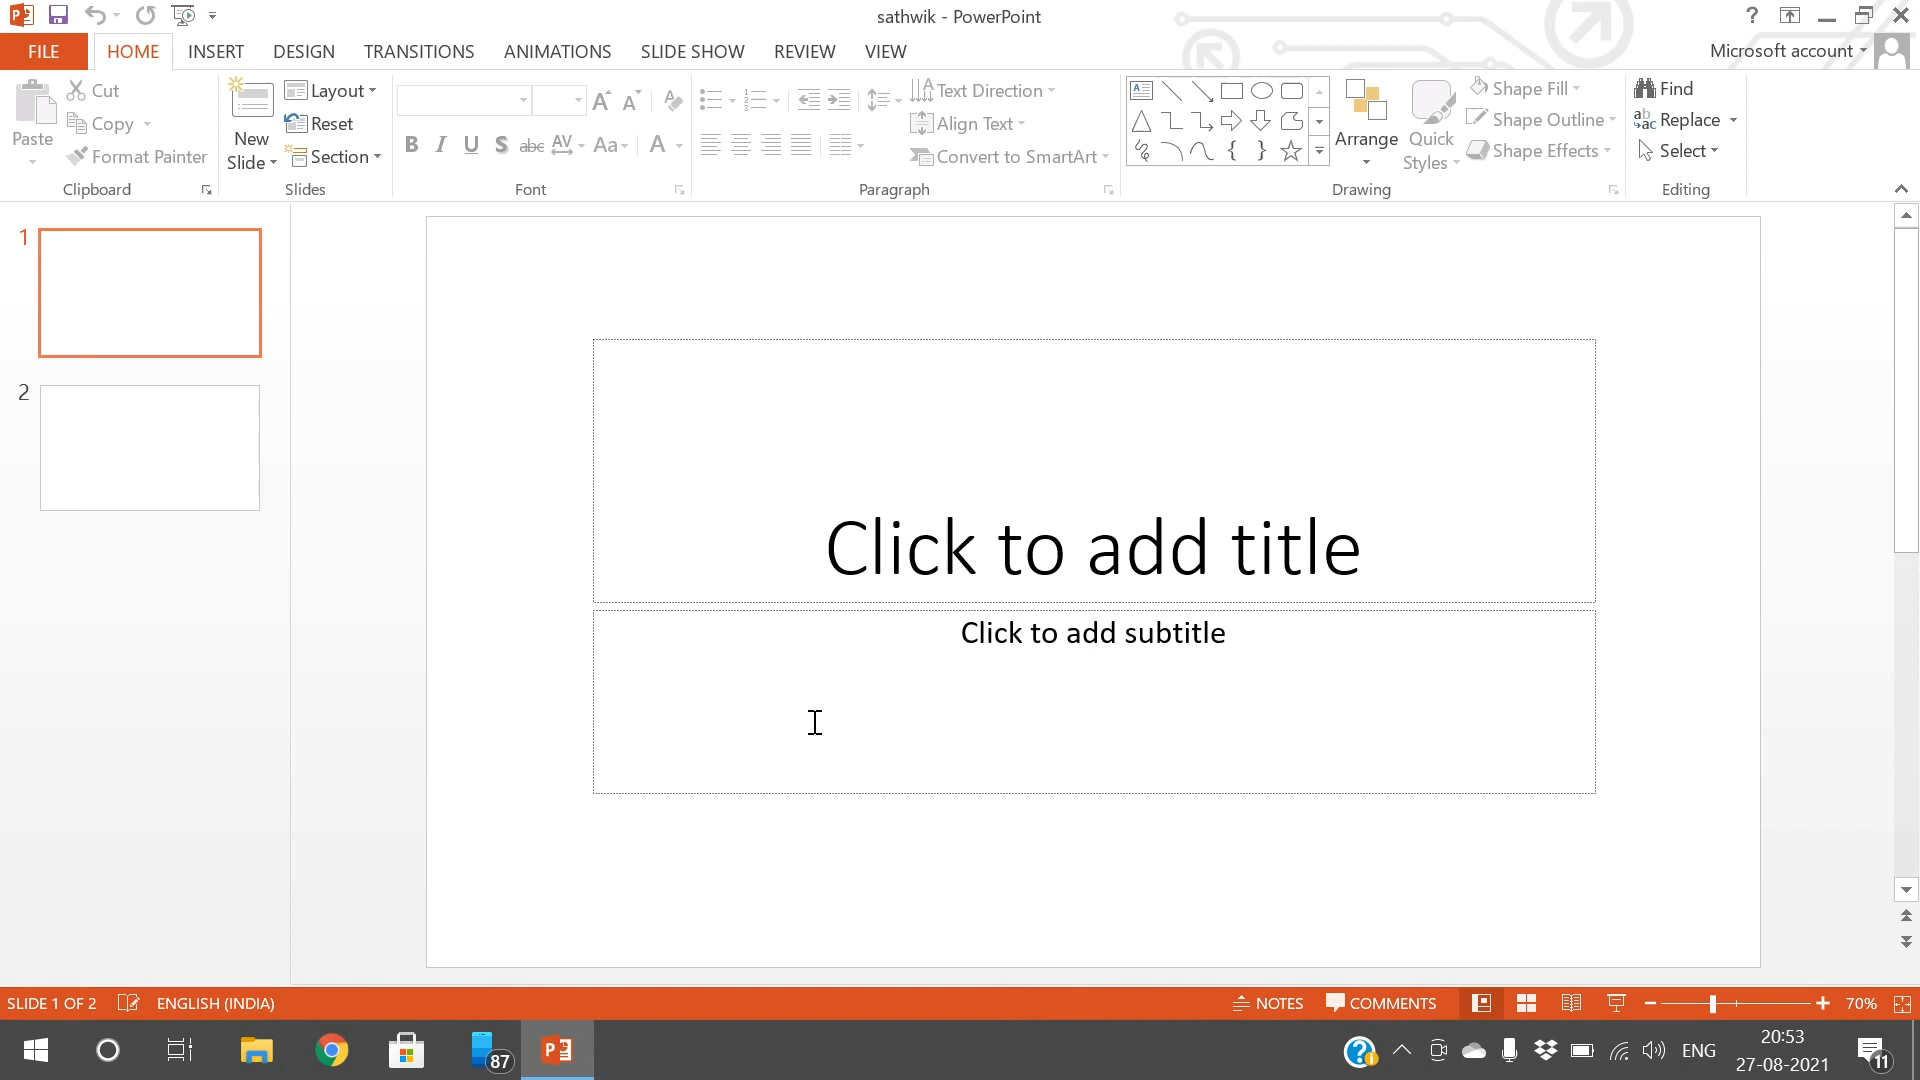 sathwik - PowerPoint
?
FILE
HOME
INSERT
DESIGN
TRANSITIONS
ANIMATIONS
SLIDE SHOW
REVIEW
VIEW
Microsoft account
Paste
Cut
Copy
Format Painter
Clipboard
New
Slide
Layout
Reset
Section
Slides
B I U S abc AV Aa A
Font
Text Direction
Align Text
Convert to SmartArt
Paragraph
Arrange
Quick
Styles
Shape Fill
Shape Outline
Shape Effects
Drawing
Find
Replace
Select
Editing
1
2
Click to add title
Click to add subtitle
SLIDE 1 OF 2
ENGLISH (INDIA)
NOTES
COMMENTS
70%
87
ENG
20:53
27-08-2021
11